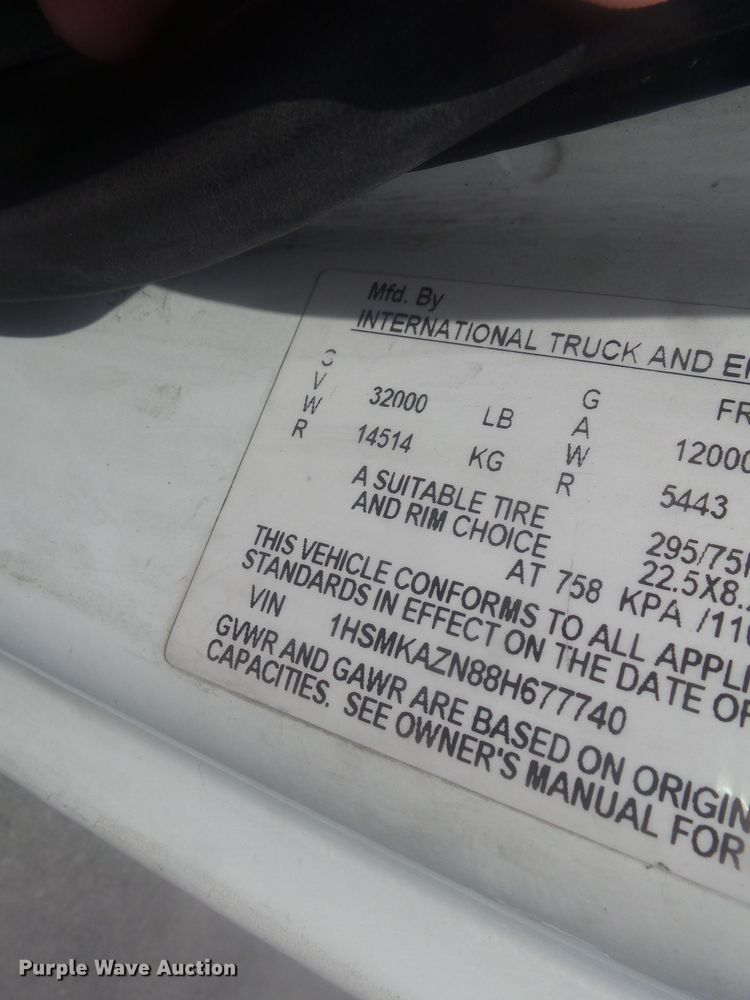 Mfd. By
INTERNATIONAL TRUCK AND
GVWR 32000 LB GAWR FR
14514 KG 12000
5443
A SUITABLE TIRE 295/75
AND RIM CHOICE 22.5X8.
AT 758 KPA /11
THIS VEHICLE CONFORMS TO ALL APPLI
STANDARDS IN EFFECT ON THE DATE OF
VIN 1HSMKAZN88H677740
GVWR AND GAWR ARE BASED ON ORIGIN
CAPACITIES. SEE OWNER'S MANUAL FOR
Purple Wave Auction